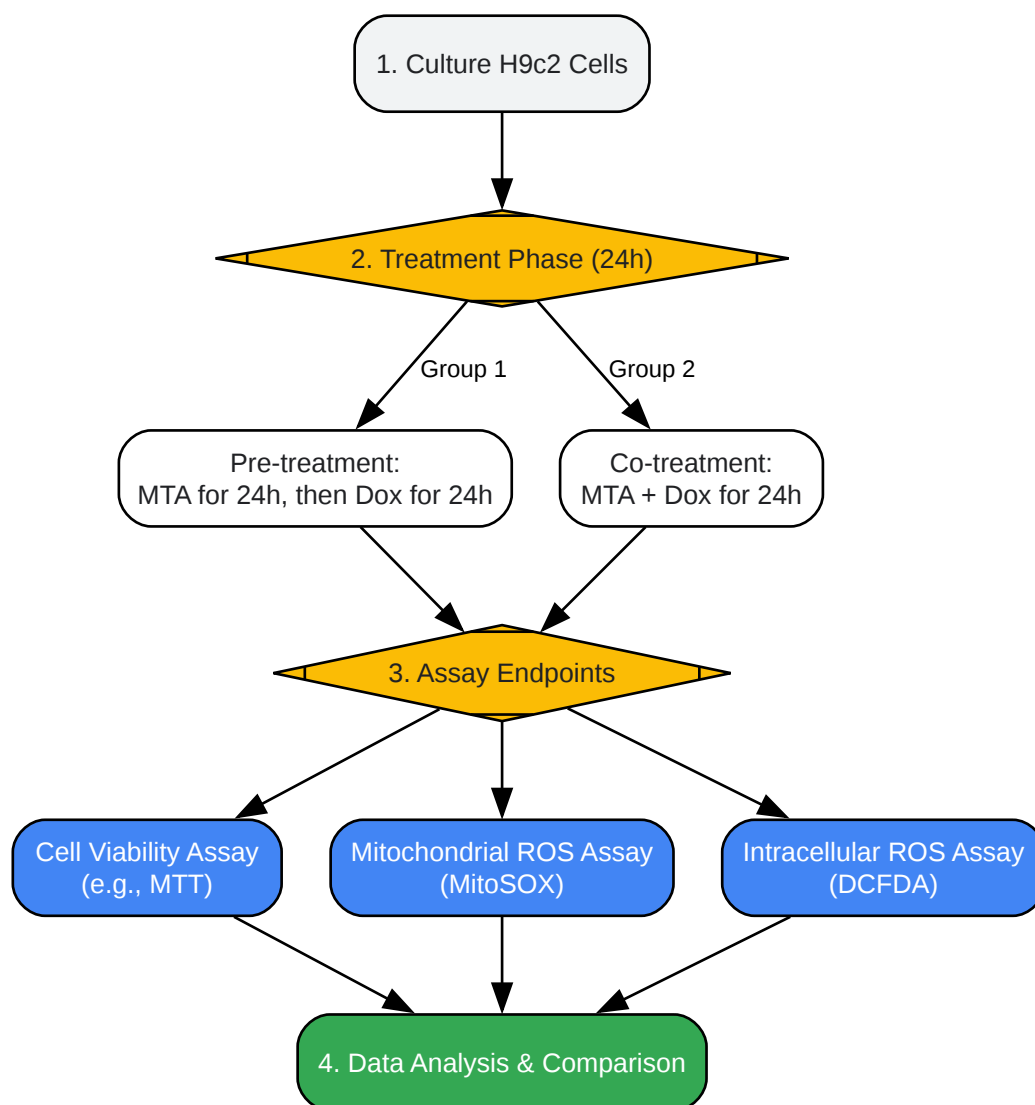 1. Culture H9c2 Cells
2. Treatment Phase (24h)
Group 1
Group 2
Pre-treatment:
MTA for 24h, then Dox for 24h
Co-treatment:
MTA + Dox for 24h
3. Assay Endpoints
Cell Viability Assay
(e.g., MTT)
Mitochondrial ROS Assay
(MitoSOX)
Intracellular ROS Assay
(DCFDA)
4. Data Analysis & Comparison